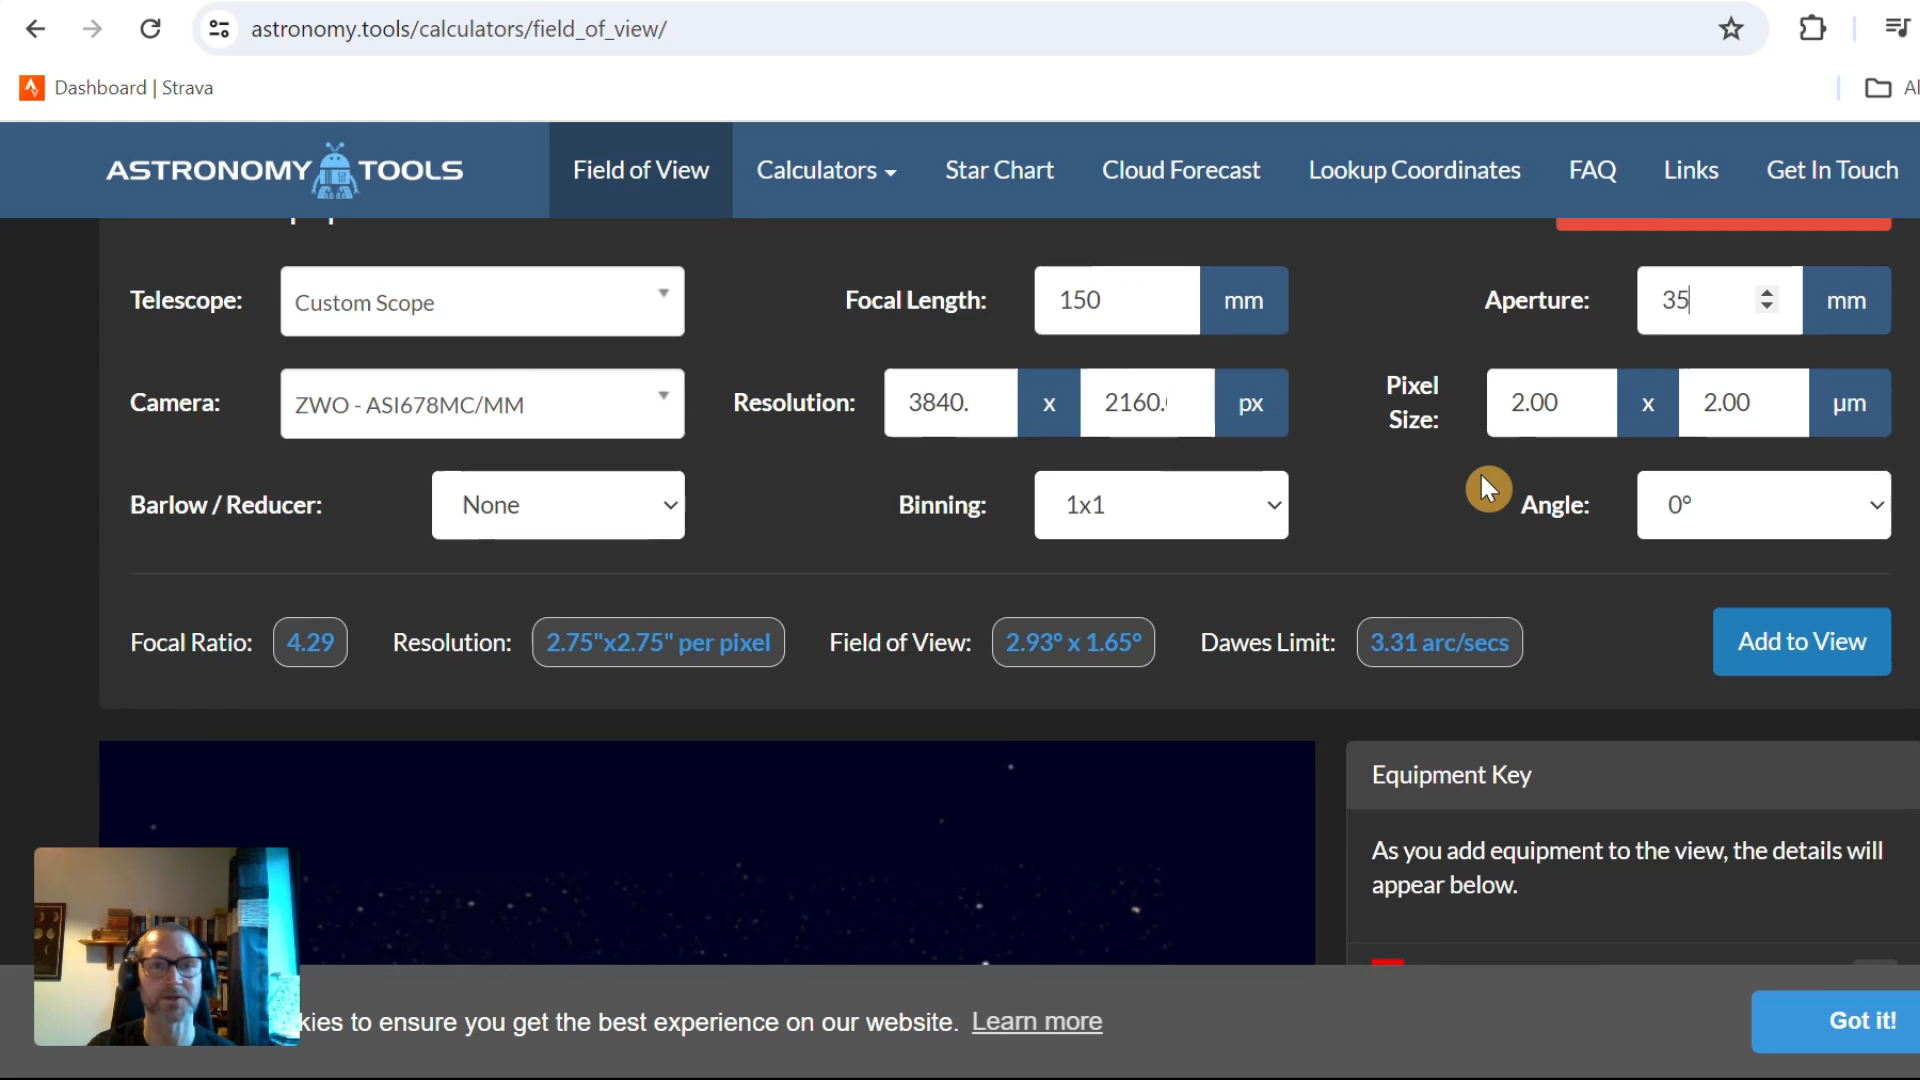 astronomy.tools/calculators/field_of_view/
Dashboard | Strava
ASTRONOMY TOOLS
Field of View
Calculators
Star Chart
Cloud Forecast
Lookup Coordinates
FAQ
Links
Get In Touch
Telescope:
Custom Scope
Focal Length:
150
mm
Aperture:
35
mm
Camera:
ZWO - ASI678MC/MM
Resolution:
3840.
x
2160.
px
Pixel
Size:
2.00
x
2.00
µm
Barlow / Reducer:
None
Binning:
1x1
Angle:
0°
Focal Ratio:
4.29
Resolution:
2.75"x2.75" per pixel
Field of View:
2.93° x 1.65°
Dawes Limit:
3.31 arc/secs
Add to View
Equipment Key
As you add equipment to the view, the details will
appear below.
kies to ensure you get the best experience on our website. Learn more
Got it!